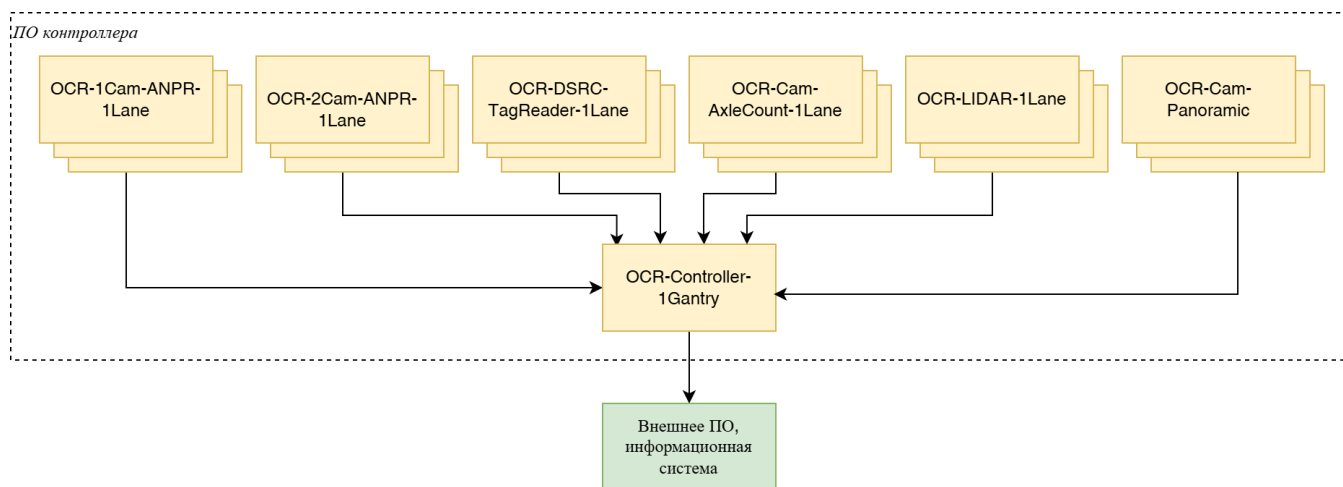 ПО контроллера
OCR-1Cam-ANPR-
1Lane
OCR-2Cam-ANPR-
1Lane
OCR-DSRC-
TagReader-1Lane
OCR-Cam-
AxleCount-1Lane
OCR-LIDAR-1Lane
OCR-Cam-
Panoramic
OCR-Controller-
1Gantry
Внешнее ПО,
информационная
система